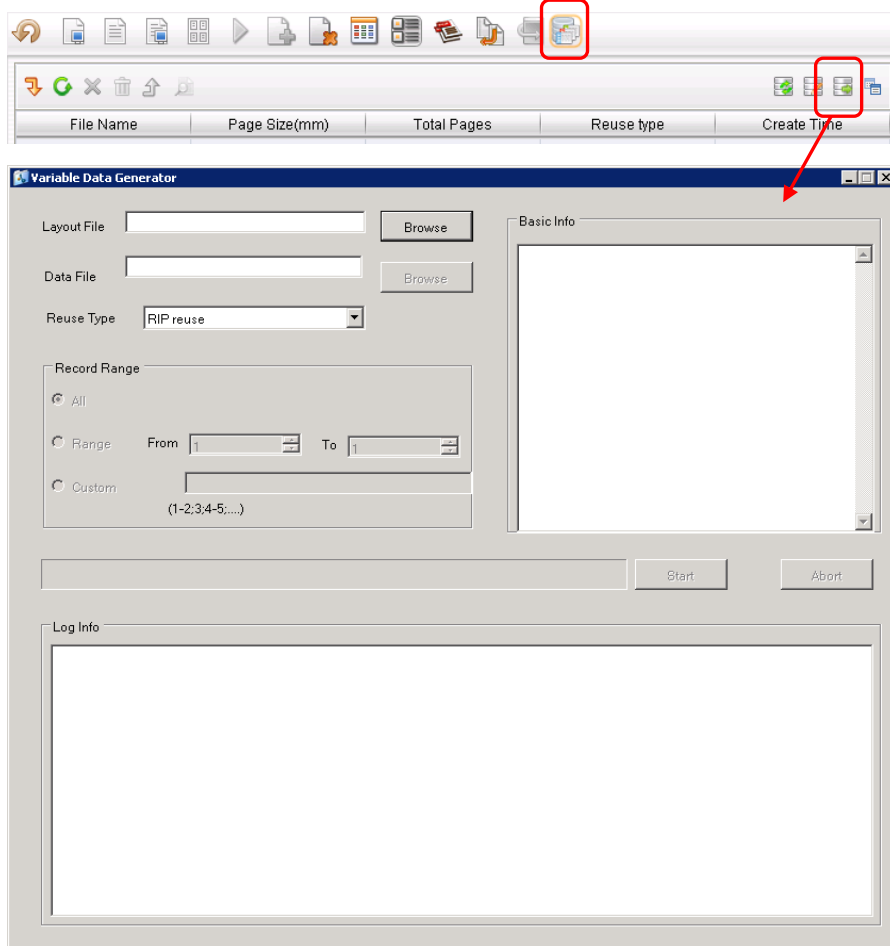 File Name Page Size(mm) Total Pages Reuse type Create Time
Variable Data Generator
Layout File Browse
Data File Browse
Reuse Type RIP reuse
Record Range
All
Range From 1 To 1
Custom
(1-2;3;4-5;....)
Basic Info
Start Abort
Log Info